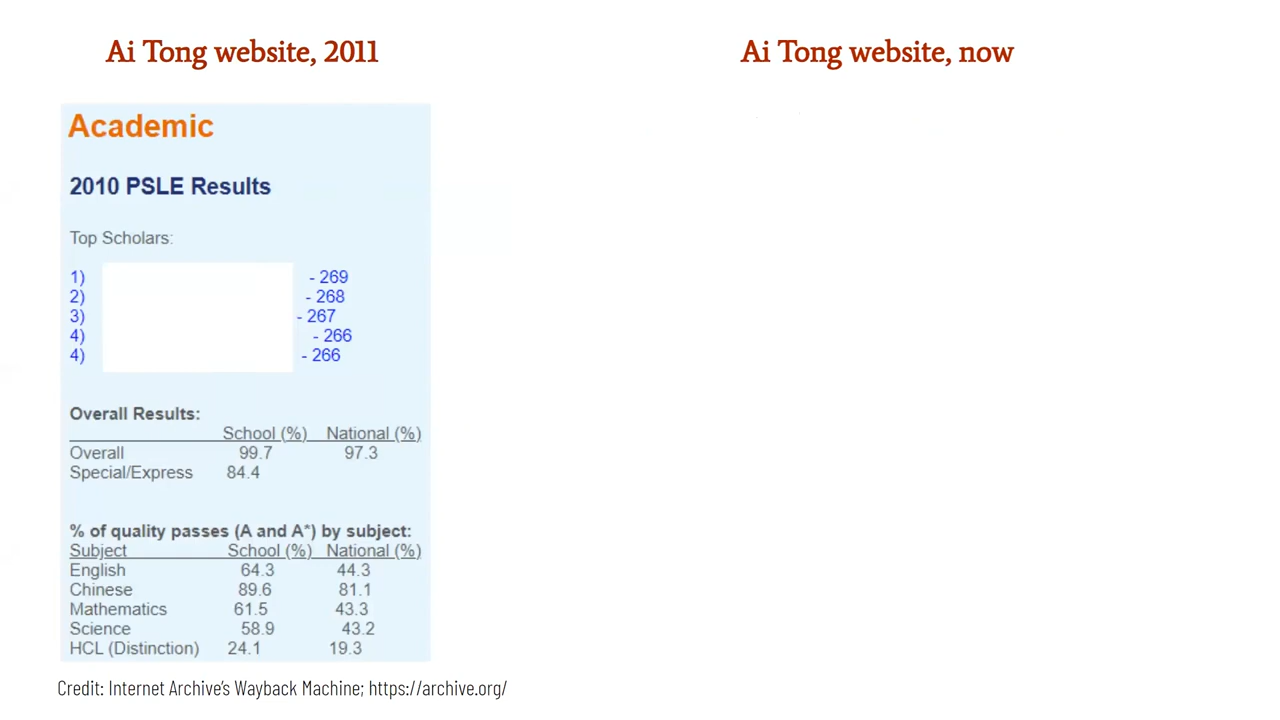 Ai Tong website, 2011
Ai Tong website, now
Academic
2010 PSLE Results
Top Scholars:
1) - 269
2) - 268
3) - 267
4) - 266
4) - 266
Overall Results:
School (%) National (%)
Overall 99.7 97.3
Special/Express 84.4
% of quality passes (A and A*) by subject:
Subject School (%) National (%)
English 64.3 44.3
Chinese 89.6 81.1
Mathematics 61.5 43.3
Science 58.9 43.2
HCL (Distinction) 24.1 19.3
Credit: Internet Archive's Wayback Machine; https://archive.org/